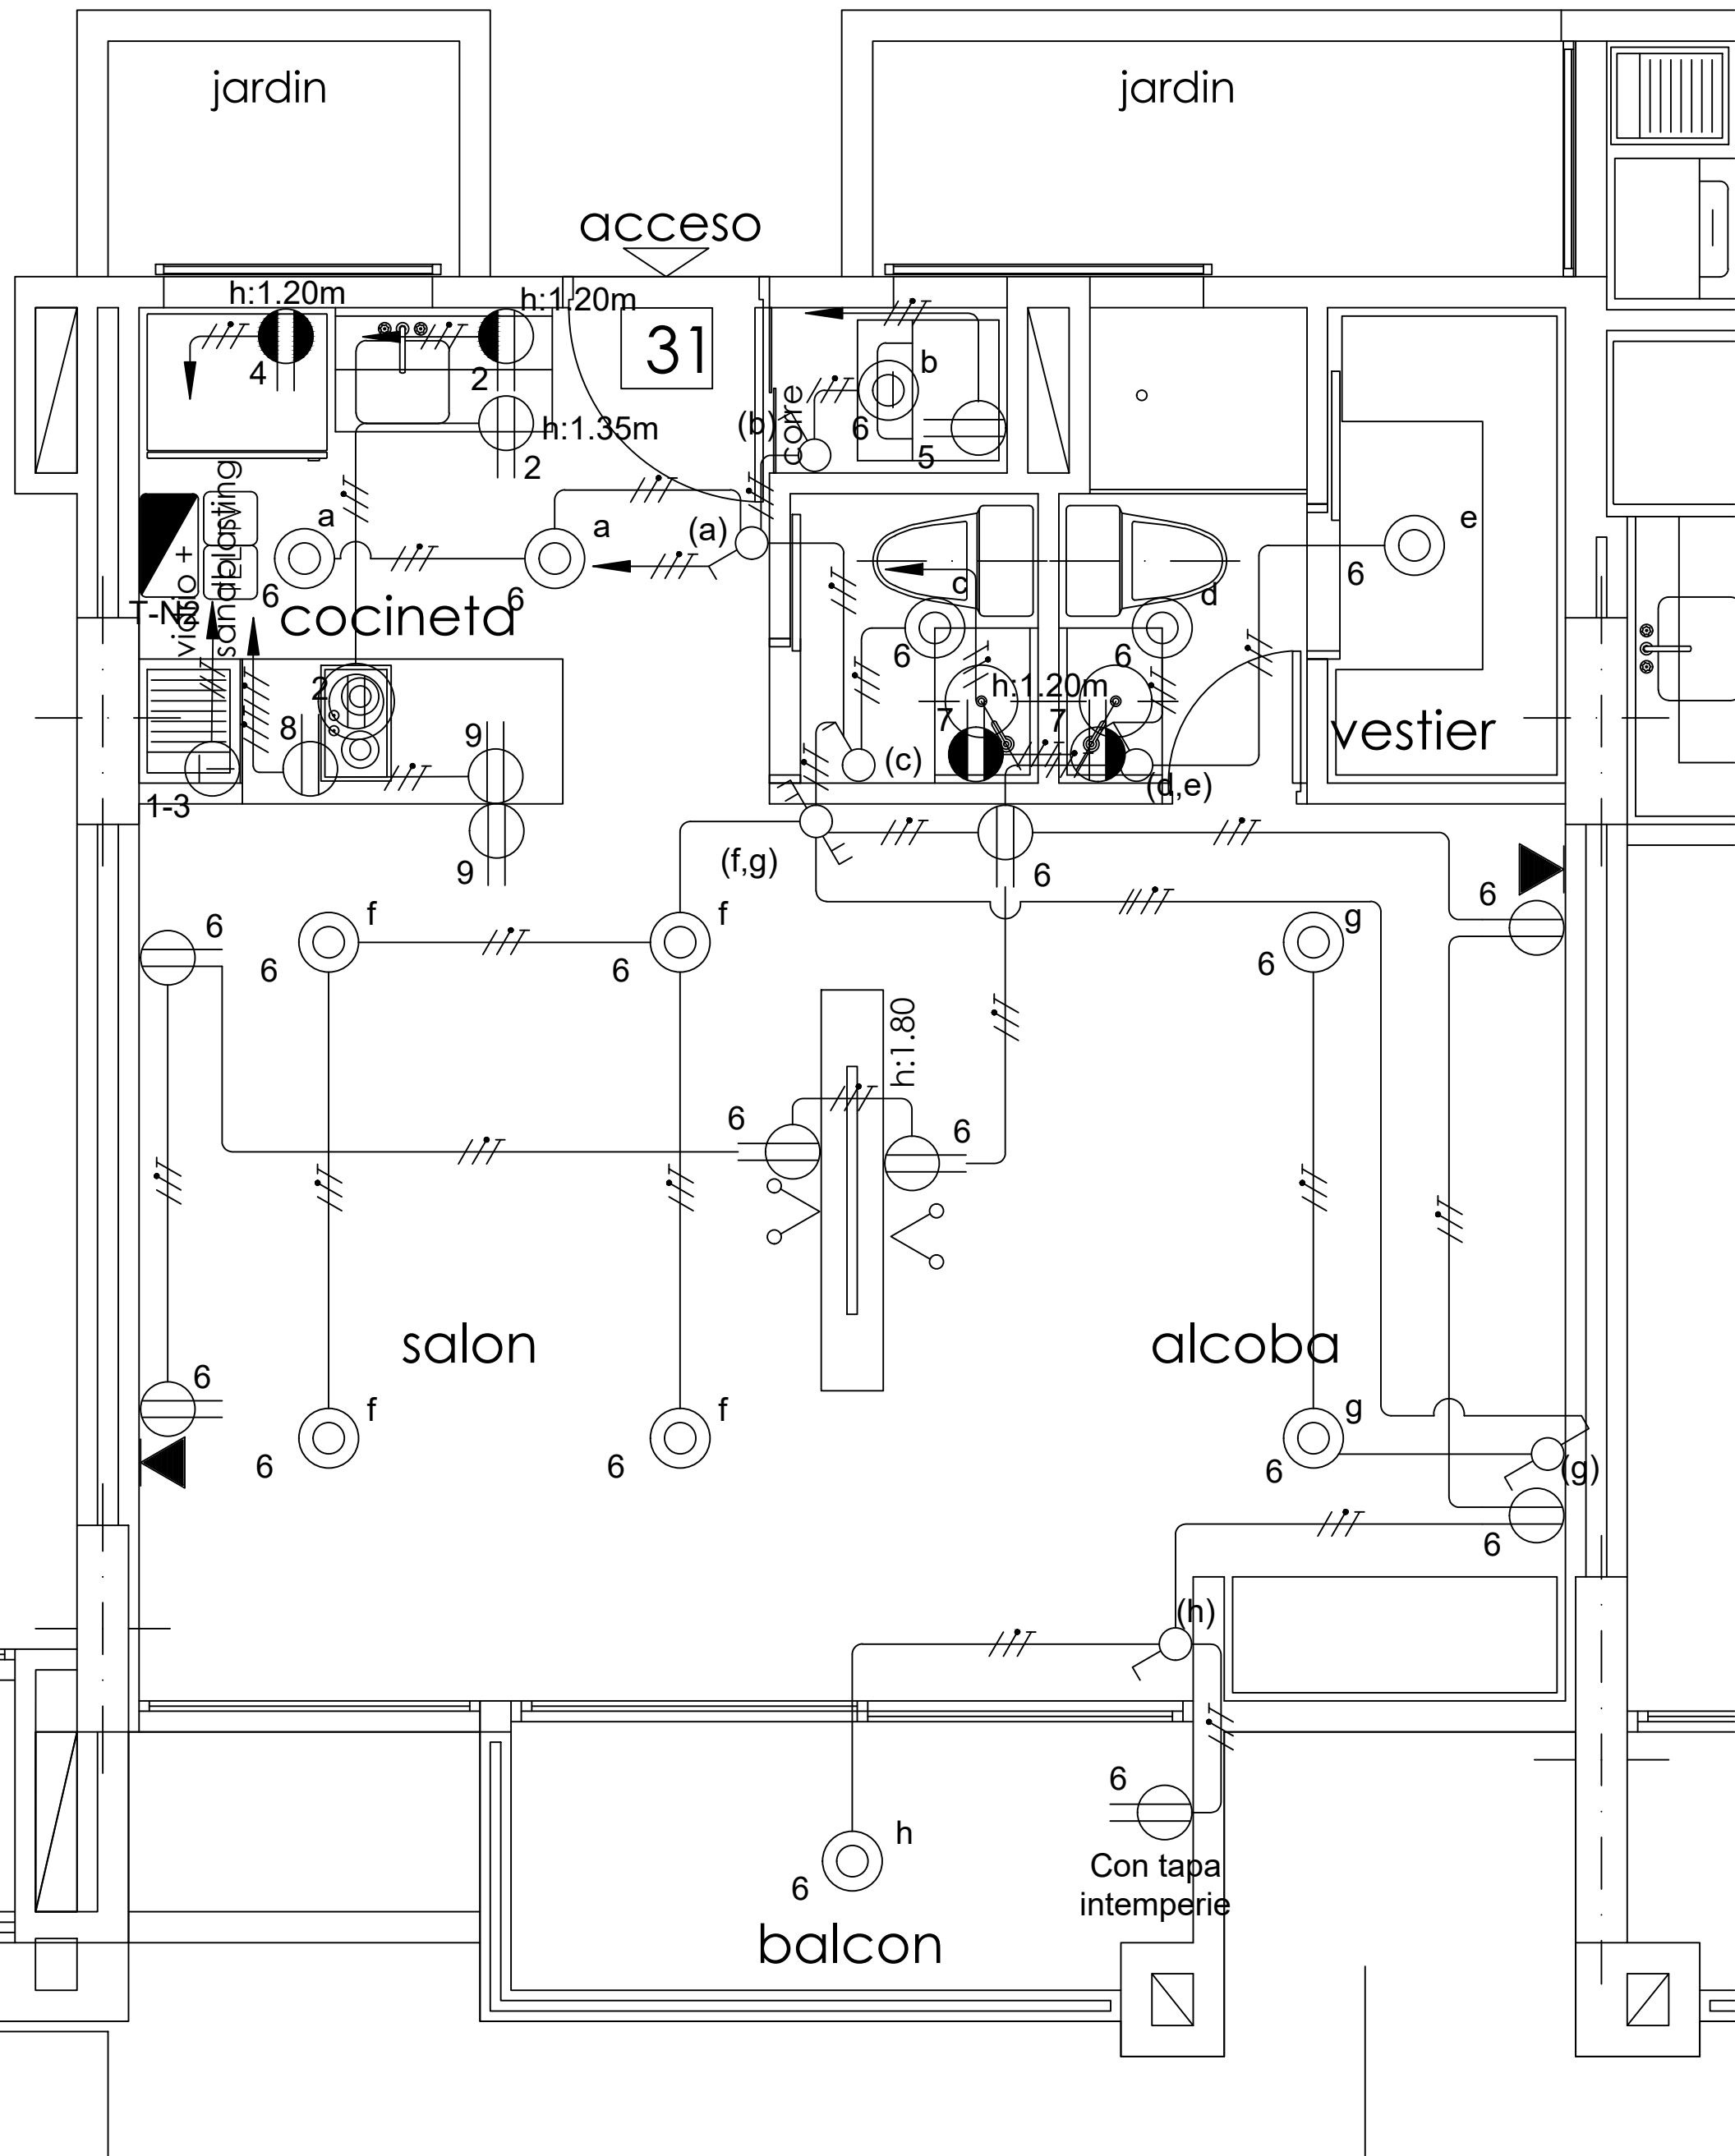 jardin
jardin
acceso
h:1.20m
h:1.20m
31
4
2
b
h:1.35m
(b)
corre
6
5
2
a
a
(a)
e
6
vidrio +
sandblasting
T-N2
6
cocineta
6
c
d
6
6
2
h:1.20m
8
9
7
7
vestier
(c)
1-3
(d,e)
(f,g)
9
6
6
6
f
f
g
6
6
6
h:1.80
6
6
salon
alcoba
6
f
f
g
6
6
6
(g)
6
(h)
6
h
6
Con tapa
intemperie
balcon